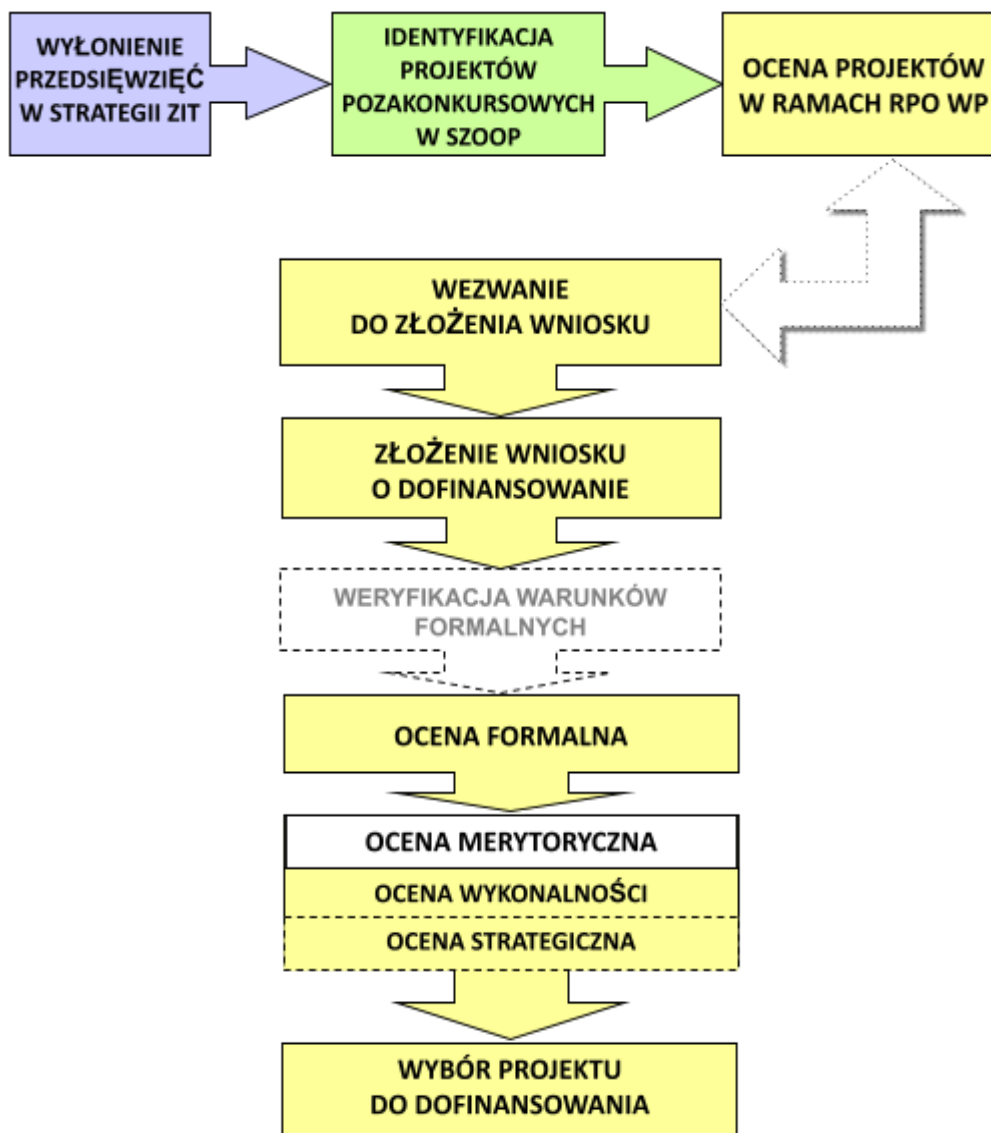 WYŁONIENIE
PRZEDSIĘWZIĘĆ
W STRATEGII ZIT
IDENTYFIKACJA
PROJEKTÓW
POZAKONKURSOWYCH
W SZOOP
OCENA PROJEKTÓW
W RAMACH RPO WP
WEZWANIE
DO ZŁOŻENIA WNIOSKU
ZŁOŻENIE WNIOSKU
O DOFINANSOWANIE
WERYFIKACJA WARUNKÓW
FORMALNYCH
OCENA FORMALNA
OCENA MERYTORYCZNA
OCENA WYKONALNOŚCI
OCENA STRATEGICZNA
WYBÓR PROJEKTU
DO DOFINANSOWANIA